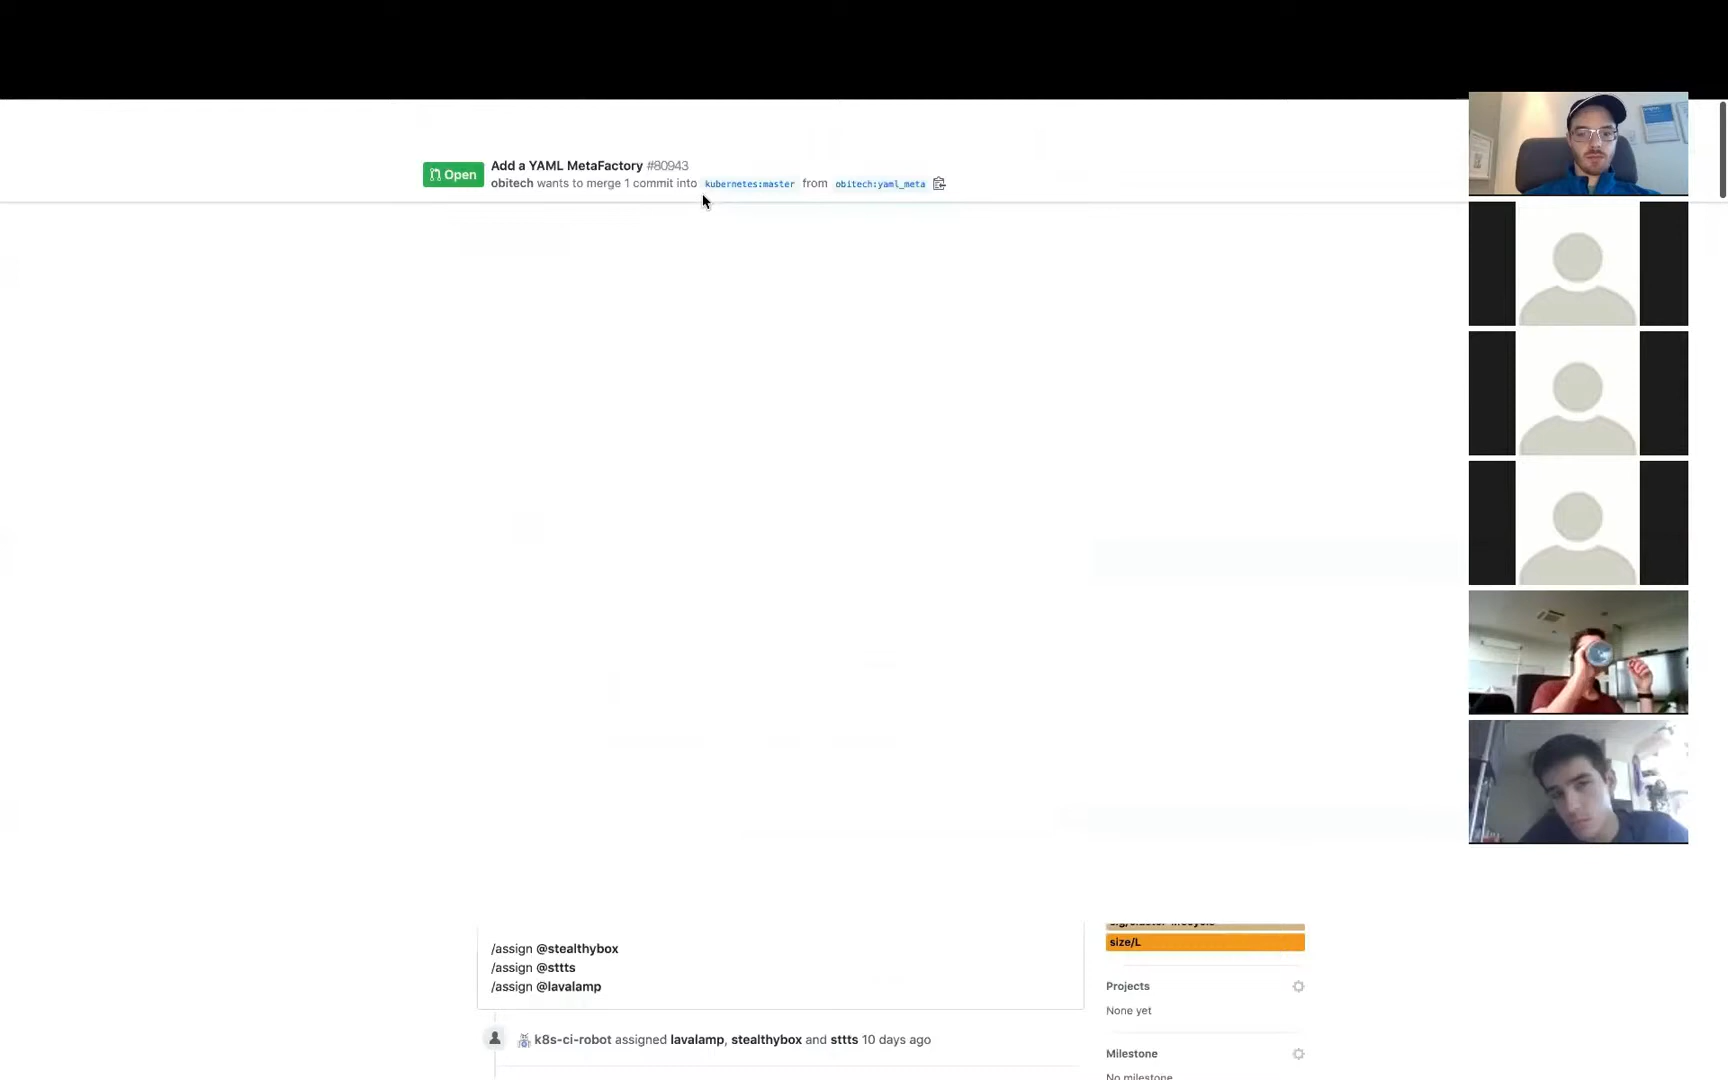 Open
Add a YAML MetaFactory #80943
obitech wants to merge 1 commit into kubernetes:master from obitech:yaml_meta
size/L
/assign @stealthybox
/assign @sttts
/assign @lavalamp
Projects
None yet
k8s-ci-robot assigned lavalamp, stealthybox and sttts 10 days ago
Milestone
No milestone